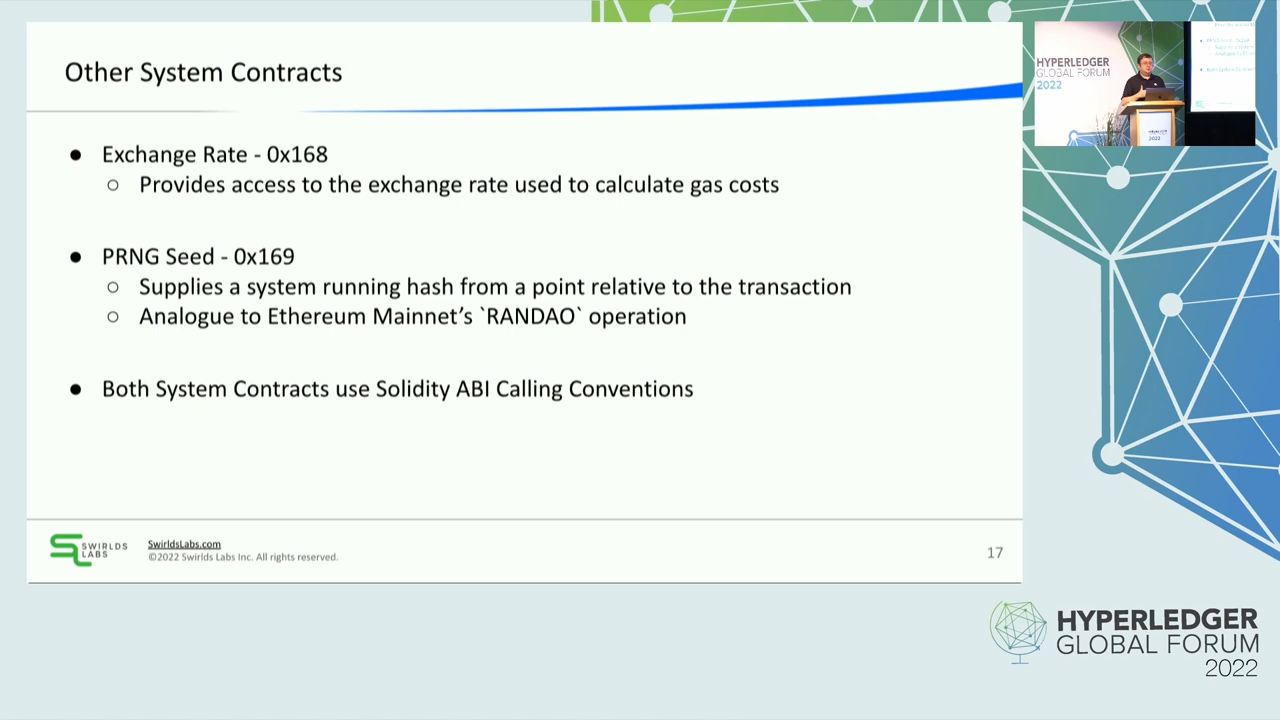 Other System Contracts
● Exchange Rate - 0x168
○ Provides access to the exchange rate used to calculate gas costs
● PRNG Seed - 0x169
○ Supplies a system running hash from a point relative to the transaction
○ Analogue to Ethereum Mainnet’s `RANDAO` operation
● Both System Contracts use Solidity ABI Calling Conventions
SWIRLDS
LABS
SwirldsLabs.com
©2022 Swirlds Labs Inc. All rights reserved.
17
HYPERLEDGER
GLOBAL FORUM
2022
HYPERLEDGER
GLOBAL FORUM
2022